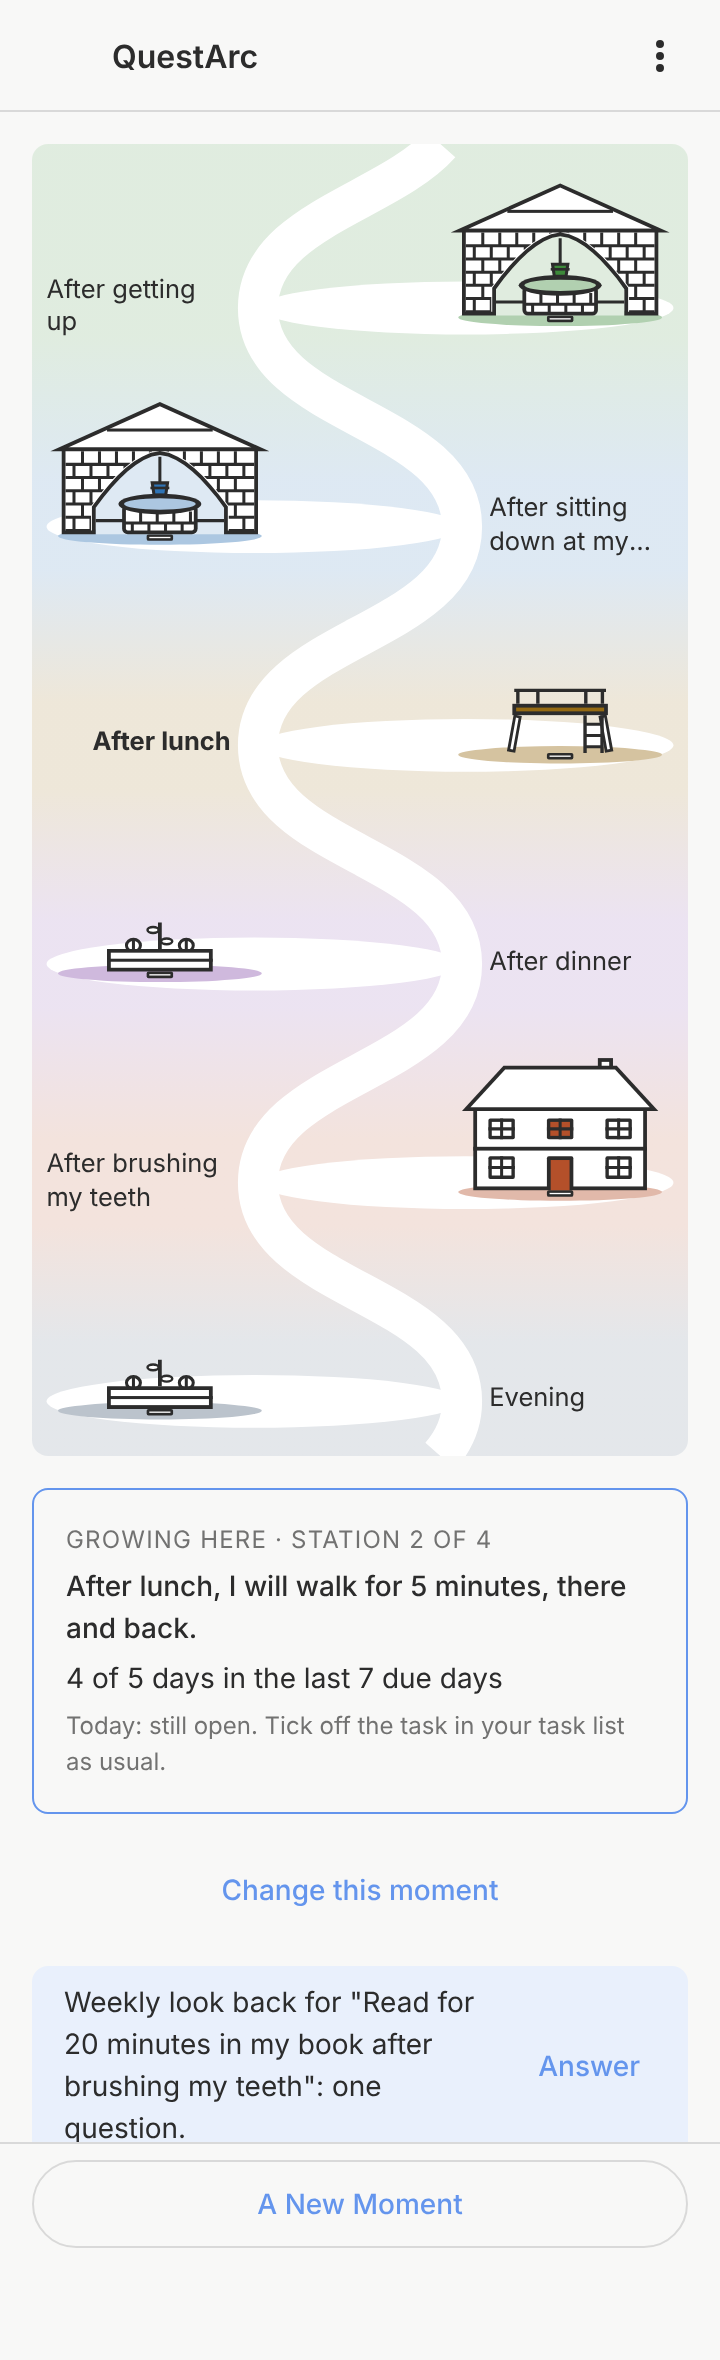 QuestArc
After getting
up
After sitting
down at my...
After lunch
After dinner
After brushing
my teeth
Evening
GROWING HERE · STATION 2 OF 4
After lunch, I will walk for 5 minutes, there
and back.
4 of 5 days in the last 7 due days
Today: still open. Tick off the task in your task list
as usual.
Change this moment
Weekly look back for "Read for
20 minutes in my book after
brushing my teeth": one
question.
Answer
A New Moment